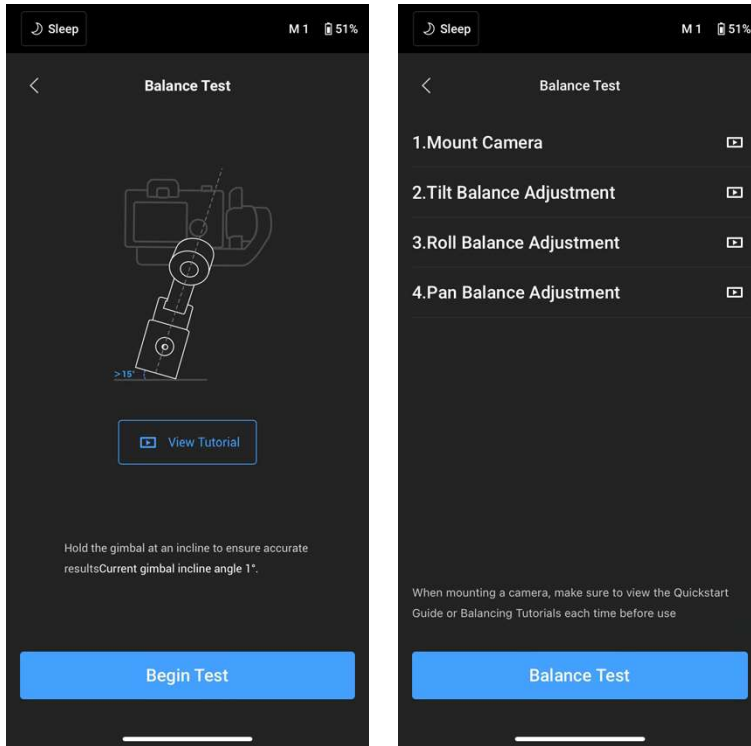 Sleep
M 1 51%
Balance Test
>15°
View Tutorial
Hold the gimbal at an incline to ensure accurate
resultsCurrent gimbal incline angle 1°.
Begin Test
Sleep
M 1 51%
Balance Test
1.Mount Camera
2.Tilt Balance Adjustment
3.Roll Balance Adjustment
4.Pan Balance Adjustment
When mounting a camera, make sure to view the Quickstart
Guide or Balancing Tutorials each time before use
Balance Test